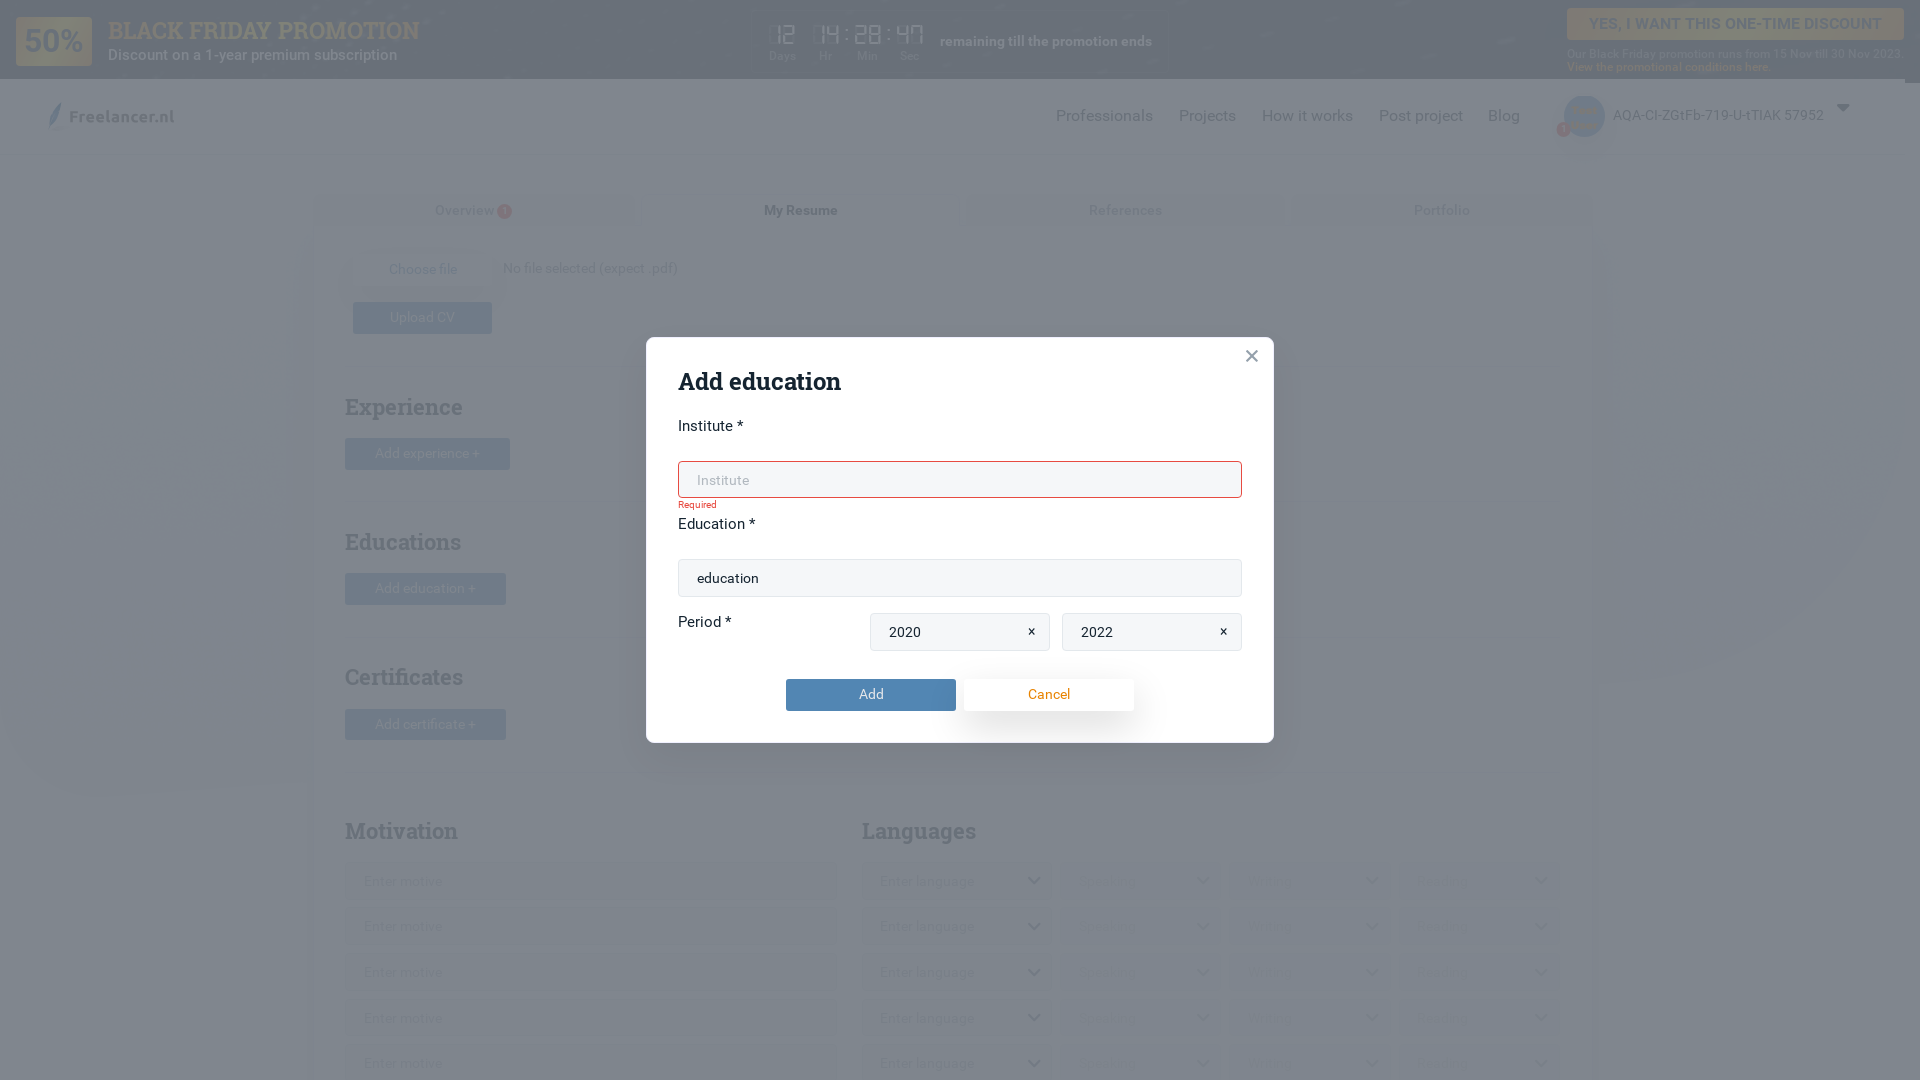 50%
BLACK FRIDAY PROMOTION
Discount on a 1-year premium subscription
12 14 : 28 : 47
Days Hr Min Sec
remaining till the promotion ends
YES, I WANT THIS ONE-TIME DISCOUNT
Our Black Friday promotion runs from 15 Nov till 30 Nov 2023.
View the promotional conditions here
Freelancer.nl
Professionals Projects How it works Post project Blog
AQA-CI-ZGtFb-719-U-tTIAK 57952
Overview !
My Resume
References
Portfolio
Choose file No file selected (expect .pdf)
Upload CV
Experience
Add experience +
Educations
Add education +
Certificates
Add certificate +
Add education
×
Institute *
Institute
Required
Education *
education
Period *
2020 ×
2022 ×
Add
Cancel
Motivation
Enter motive
Enter motive
Enter motive
Enter motive
Enter motive
Languages
Enter language
Enter language
Enter language
Enter language
Enter language